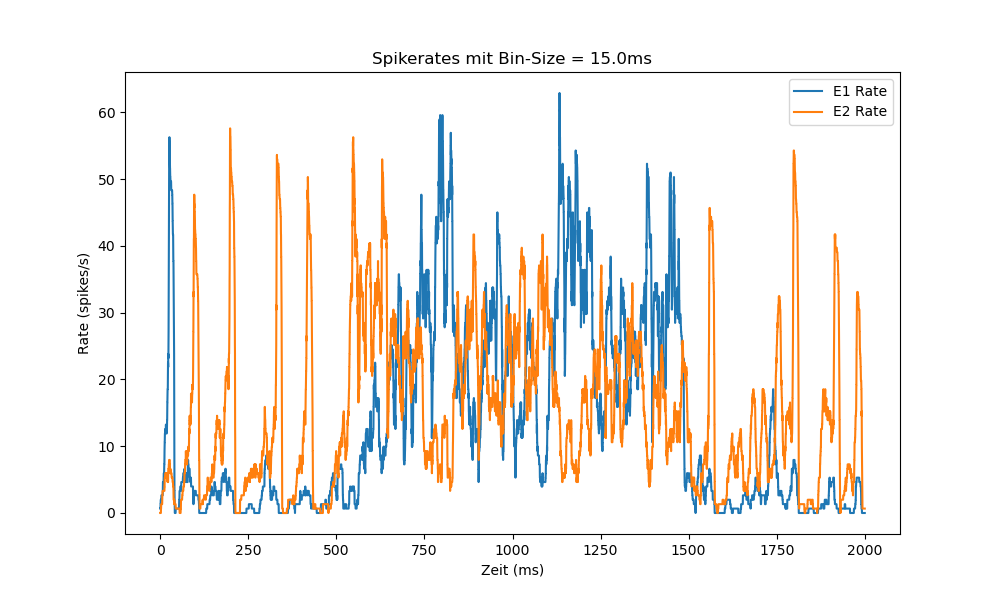 Spikerates mit Bin-Size = 15.0ms
E1 Rate
E2 Rate
60
50
40
30
20
10
0
Rate (spikes/s)
0 250 500 750 1000 1250 1500 1750 2000
Zeit (ms)